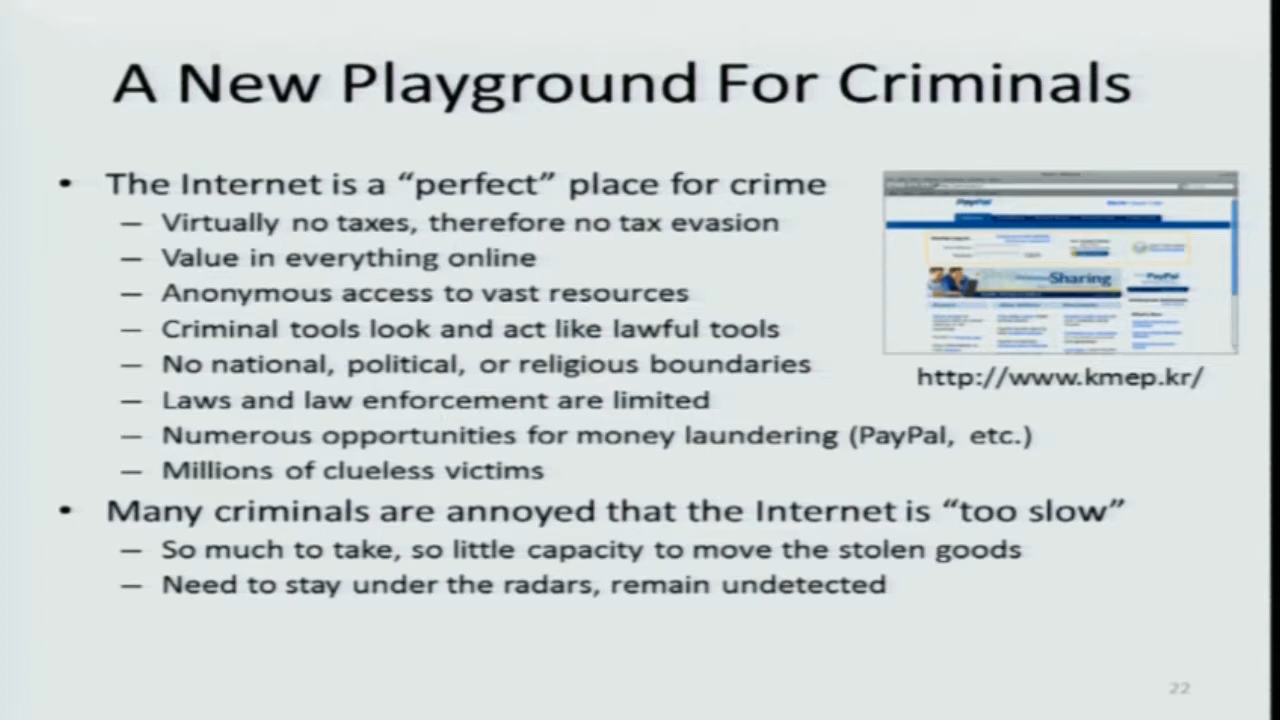 A New Playground For Criminals
• The Internet is a “perfect” place for crime
– Virtually no taxes, therefore no tax evasion
– Value in everything online
– Anonymous access to vast resources
– Criminal tools look and act like lawful tools
– No national, political, or religious boundaries
– Laws and law enforcement are limited
– Numerous opportunities for money laundering (PayPal, etc.)
– Millions of clueless victims
• Many criminals are annoyed that the Internet is “too slow”
– So much to take, so little capacity to move the stolen goods
– Need to stay under the radars, remain undetected
PayPal
Sharing
PayPal
http://www.kmep.kr/
22